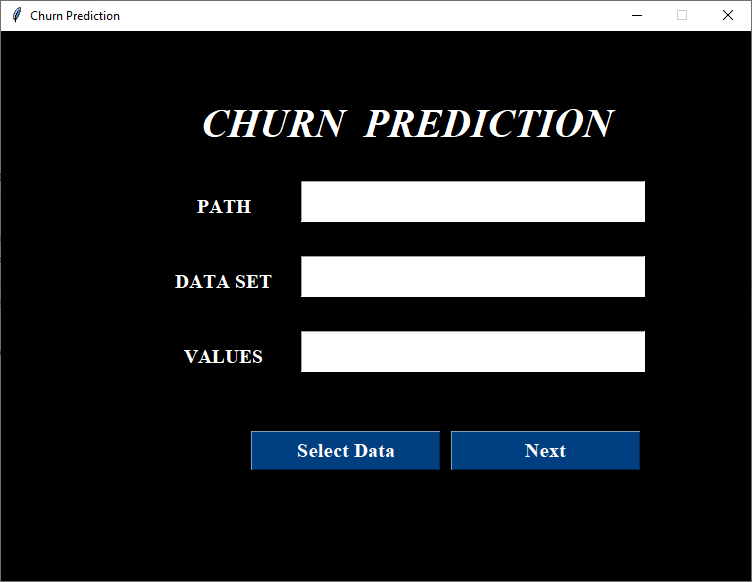 Churn Prediction
CHURN PREDICTION
PATH
DATA SET
VALUES
Select Data
Next